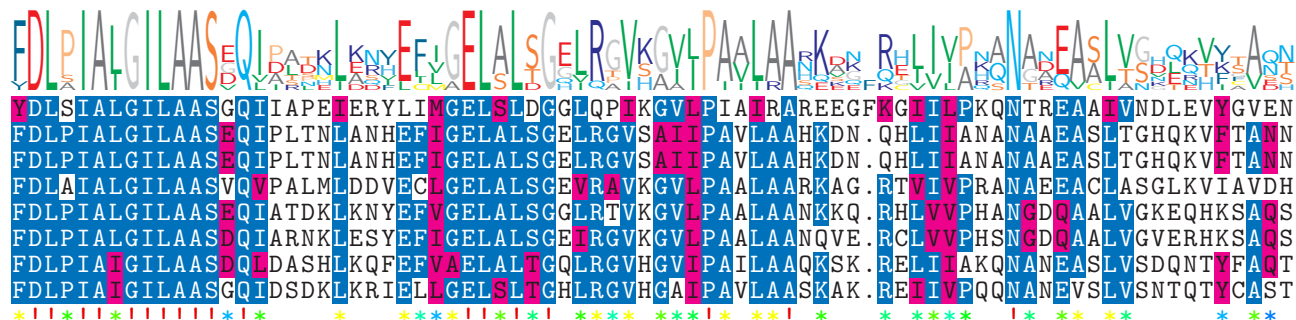 YDLSIALGILAASGQIIAPEIERYLIMGELSLDGGLQPIKGVLPIAIRAREEGFKGIILPKQNTREAAIVNDLEVYGVEN
FDLPIALGILAASEQIPLTNLANHEFIGELALSGELRGVSAIIPAVLAAHKDN.QHLIIANANAAEASLTGHQKVFTANN
FDLPIALGILAASEQIPLTNLANHEFIGELALSGELRGVSAIIPAVLAAHKDN.QHLIIANANAAEASLTGHQKVFTANN
FDLAIALGILAASVQVPALMLDDVECLGELALSGEVRAVKGVLPAALAARKAG.RTVIVPRANAEEACLASGLKVIAVDH
FDLPIALGILAASEQIATDKLKNYEFVGELALSGGLRTVKGVLPAALAANKKQ.RHLVVPHANGDQAALVGKEQHKSAQS
FDLPIALGILAASDQIARNKLESYEFIGELALSGEIRGVKGVLPAALAANQVE.RCLVVPHSNGDQAALVGVERHKSAQS
FDLPIAIGILAASDQLDASHLKQFEFVAELALTGQLRGVHGVIPAILAAQKSK.RELIIAKQNANEASLVSDQNTYFAQT
FDLPIAIGILAASGQIDSDKLKRIELLGELSLTGHLRGVHGAIPAVLAASKAK.REIIVPQQNANEVSLVSNTQTYCAST